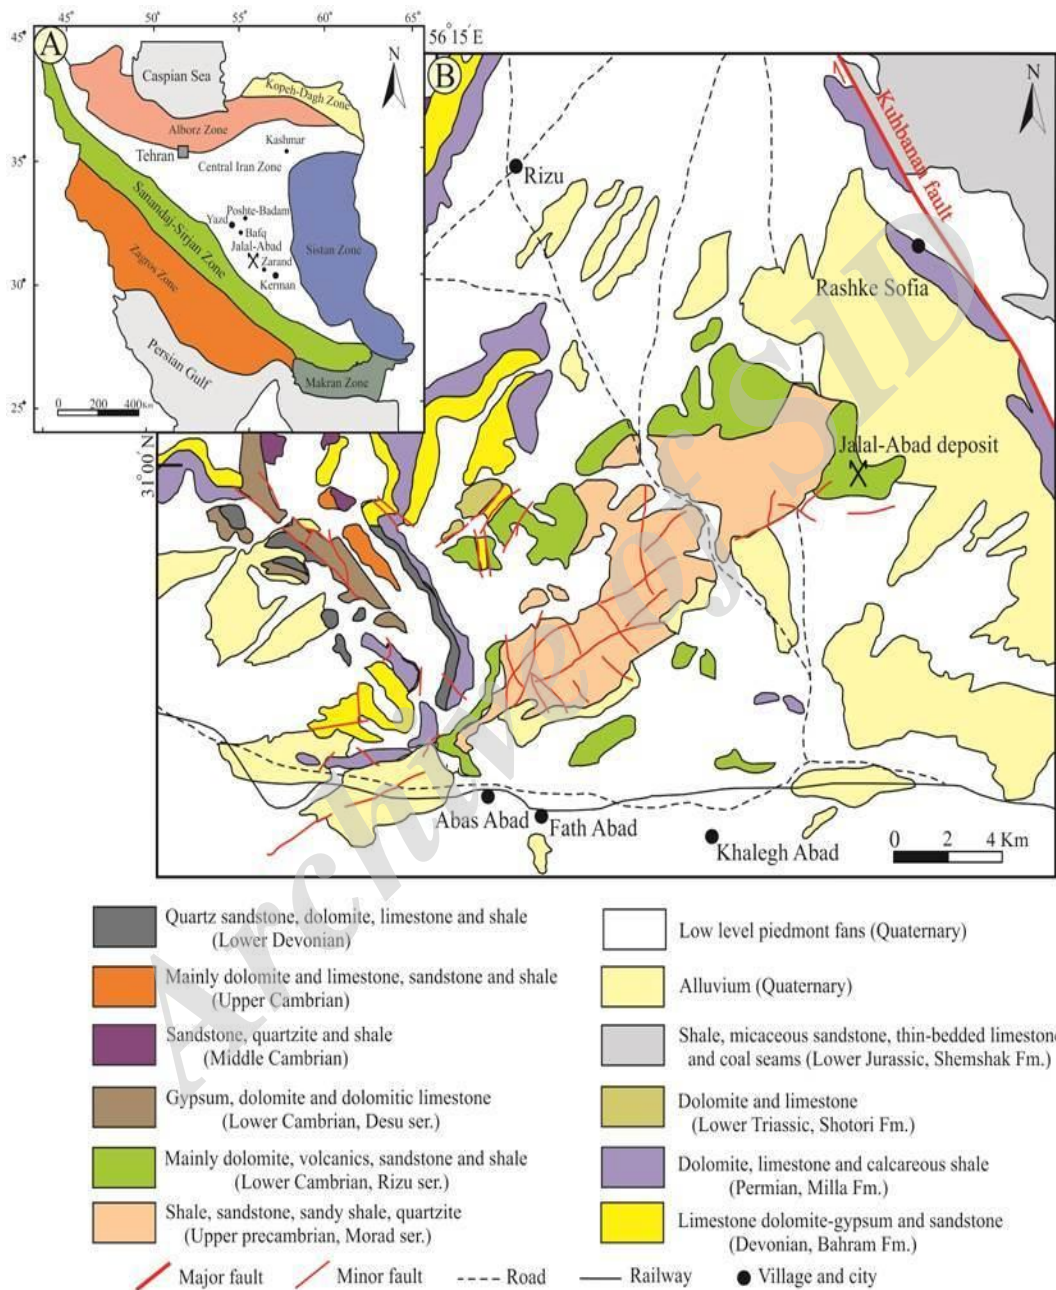 45°
50°
55°
60°
65°
45°
35°
30°
25°
A
N
Caspian Sea
Kopeh-Dagh Zone
Alborz Zone
Kashmar
Tehran
Central Iran Zone
Sanandaj-Sirjan Zone
Poshte-Badam
Yazd
Bafq
Jalal-Abad
Zarand
Kerman
Sistan Zone
Zagros Zone
Persian Gulf
Makran Zone
0 200 400Km
56°15´E
B
N
Kuhbanan fault
Rizu
Rashke Sofia
31°00´N
Jalal-Abad deposit
Abas Abad
Fath Abad
Khalegh Abad
0 2 4 Km
Archive of SID
Quartz sandstone, dolomite, limestone and shale
(Lower Devonian)
Mainly dolomite and limestone, sandstone and shale
(Upper Cambrian)
Sandstone, quartzite and shale
(Middle Cambrian)
Gypsum, dolomite and dolomitic limestone
(Lower Cambrian, Desu ser.)
Mainly dolomite, volcanics, sandstone and shale
(Lower Cambrian, Rizu ser.)
Shale, sandstone, sandy shale, quartzite
(Upper precambrian, Morad ser.)
Low level piedmont fans (Quaternary)
Alluvium (Quaternary)
Shale, micaceous sandstone, thin-bedded limestone
and coal seams (Lower Jurassic, Shemshak Fm.)
Dolomite and limestone
(Lower Triassic, Shotori Fm.)
Dolomite, limestone and calcareous shale
(Permian, Milla Fm.)
Limestone dolomite-gypsum and sandstone
(Devonian, Bahram Fm.)
Major fault
Minor fault
Road
Railway
Village and city